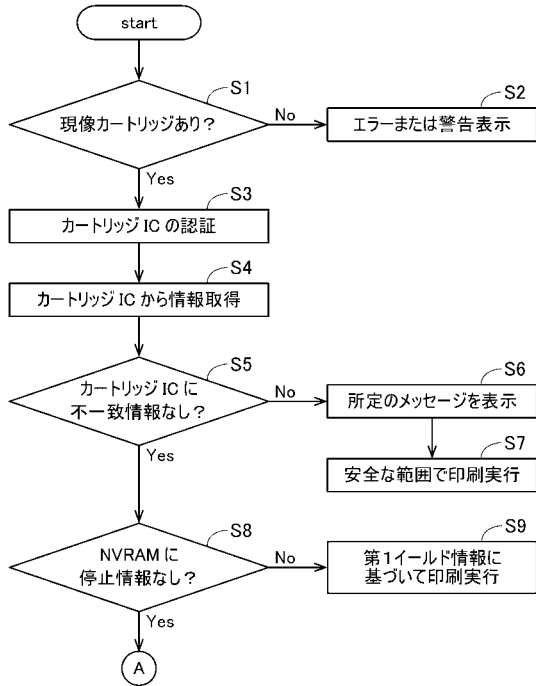 start
S1
現像カートリッジあり？
No
S2
エラーまたは警告表示
Yes
S3
カートリッジ IC の認証
S4
カートリッジ IC から情報取得
S5
カートリッジ IC に
不一致情報なし？
No
S6
所定のメッセージを表示
S7
安全な範囲で印刷実行
Yes
S8
NVRAM に
停止情報なし？
No
S9
第１イールド情報に
基づいて印刷実行
Yes
A